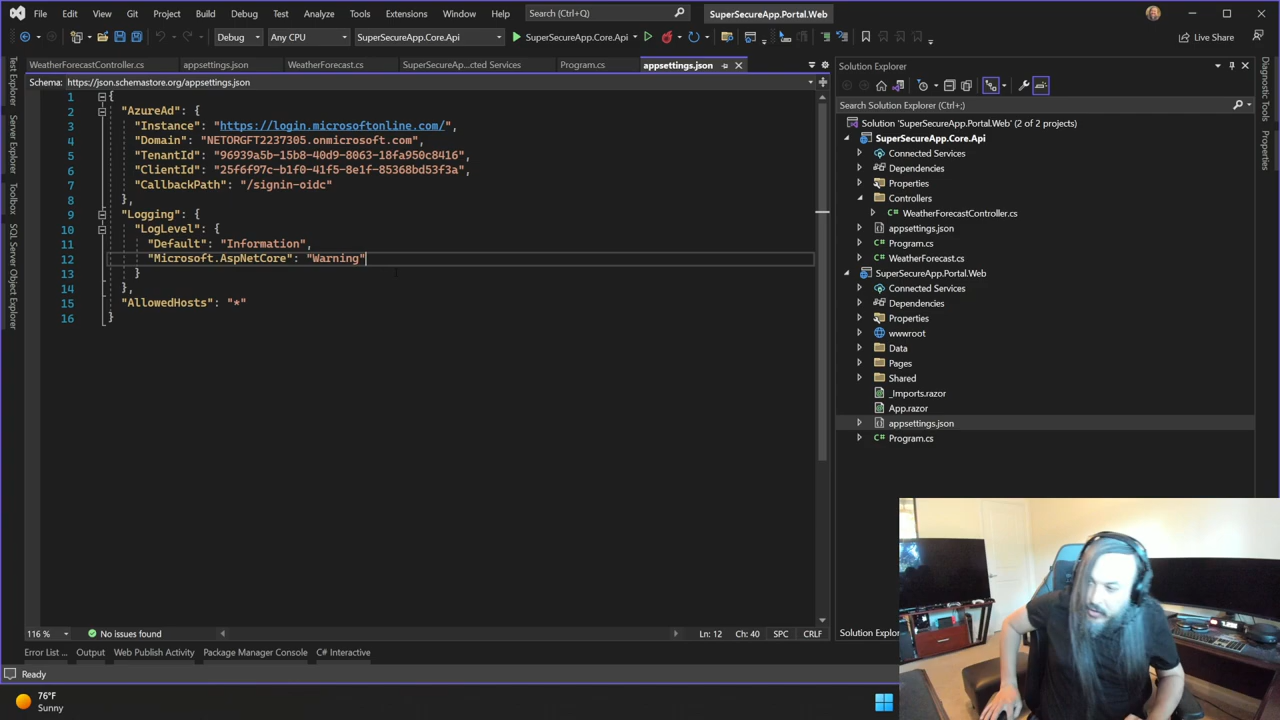 File Edit View Git Project Build Debug Test Analyze Tools Extensions Window Help Search (Ctrl+Q) SuperSecureApp.Portal.Web
Debug Any CPU SuperSecureApp.Core.Api SuperSecureApp.Core.Api Live Share
WeatherForecastController.cs appsettings.json WeatherForecast.cs SuperSecureAp...cted Services Program.cs appsettings.json
Schema: https://json.schemastore.org/appsettings.json
1 {
2 "AzureAd": {
3 "Instance": "https://login.microsoftonline.com/",
4 "Domain": "NETORGFT2237305.onmicrosoft.com",
5 "TenantId": "96939a5b-15b8-40d9-8063-18fa950c8416",
6 "ClientId": "25f6f97c-b1f0-41f5-8e1f-85368bd53f3a",
7 "CallbackPath": "/signin-oidc"
8 },
9 "Logging": {
10 "LogLevel": {
11 "Default": "Information",
12 "Microsoft.AspNetCore": "Warning"
13 }
14 },
15 "AllowedHosts": "*"
16 }
116 % No issues found Ln: 12 Ch: 40 SPC CRLF
Error List ... Output Web Publish Activity Package Manager Console C# Interactive
Ready
76°F
Sunny
Test Explorer
Server Explorer
Toolbox
SQL Server Object Explorer
Solution Explorer
Search Solution Explorer (Ctrl+;)
Solution 'SuperSecureApp.Portal.Web' (2 of 2 projects)
SuperSecureApp.Core.Api
Connected Services
Dependencies
Properties
Controllers
C# WeatherForecastController.cs
appsettings.json
C# Program.cs
C# WeatherForecast.cs
SuperSecureApp.Portal.Web
Connected Services
Dependencies
Properties
wwwroot
Data
Pages
Shared
_Imports.razor
App.razor
appsettings.json
C# Program.cs
Solution Explor
Diagnostic Tools
Properties